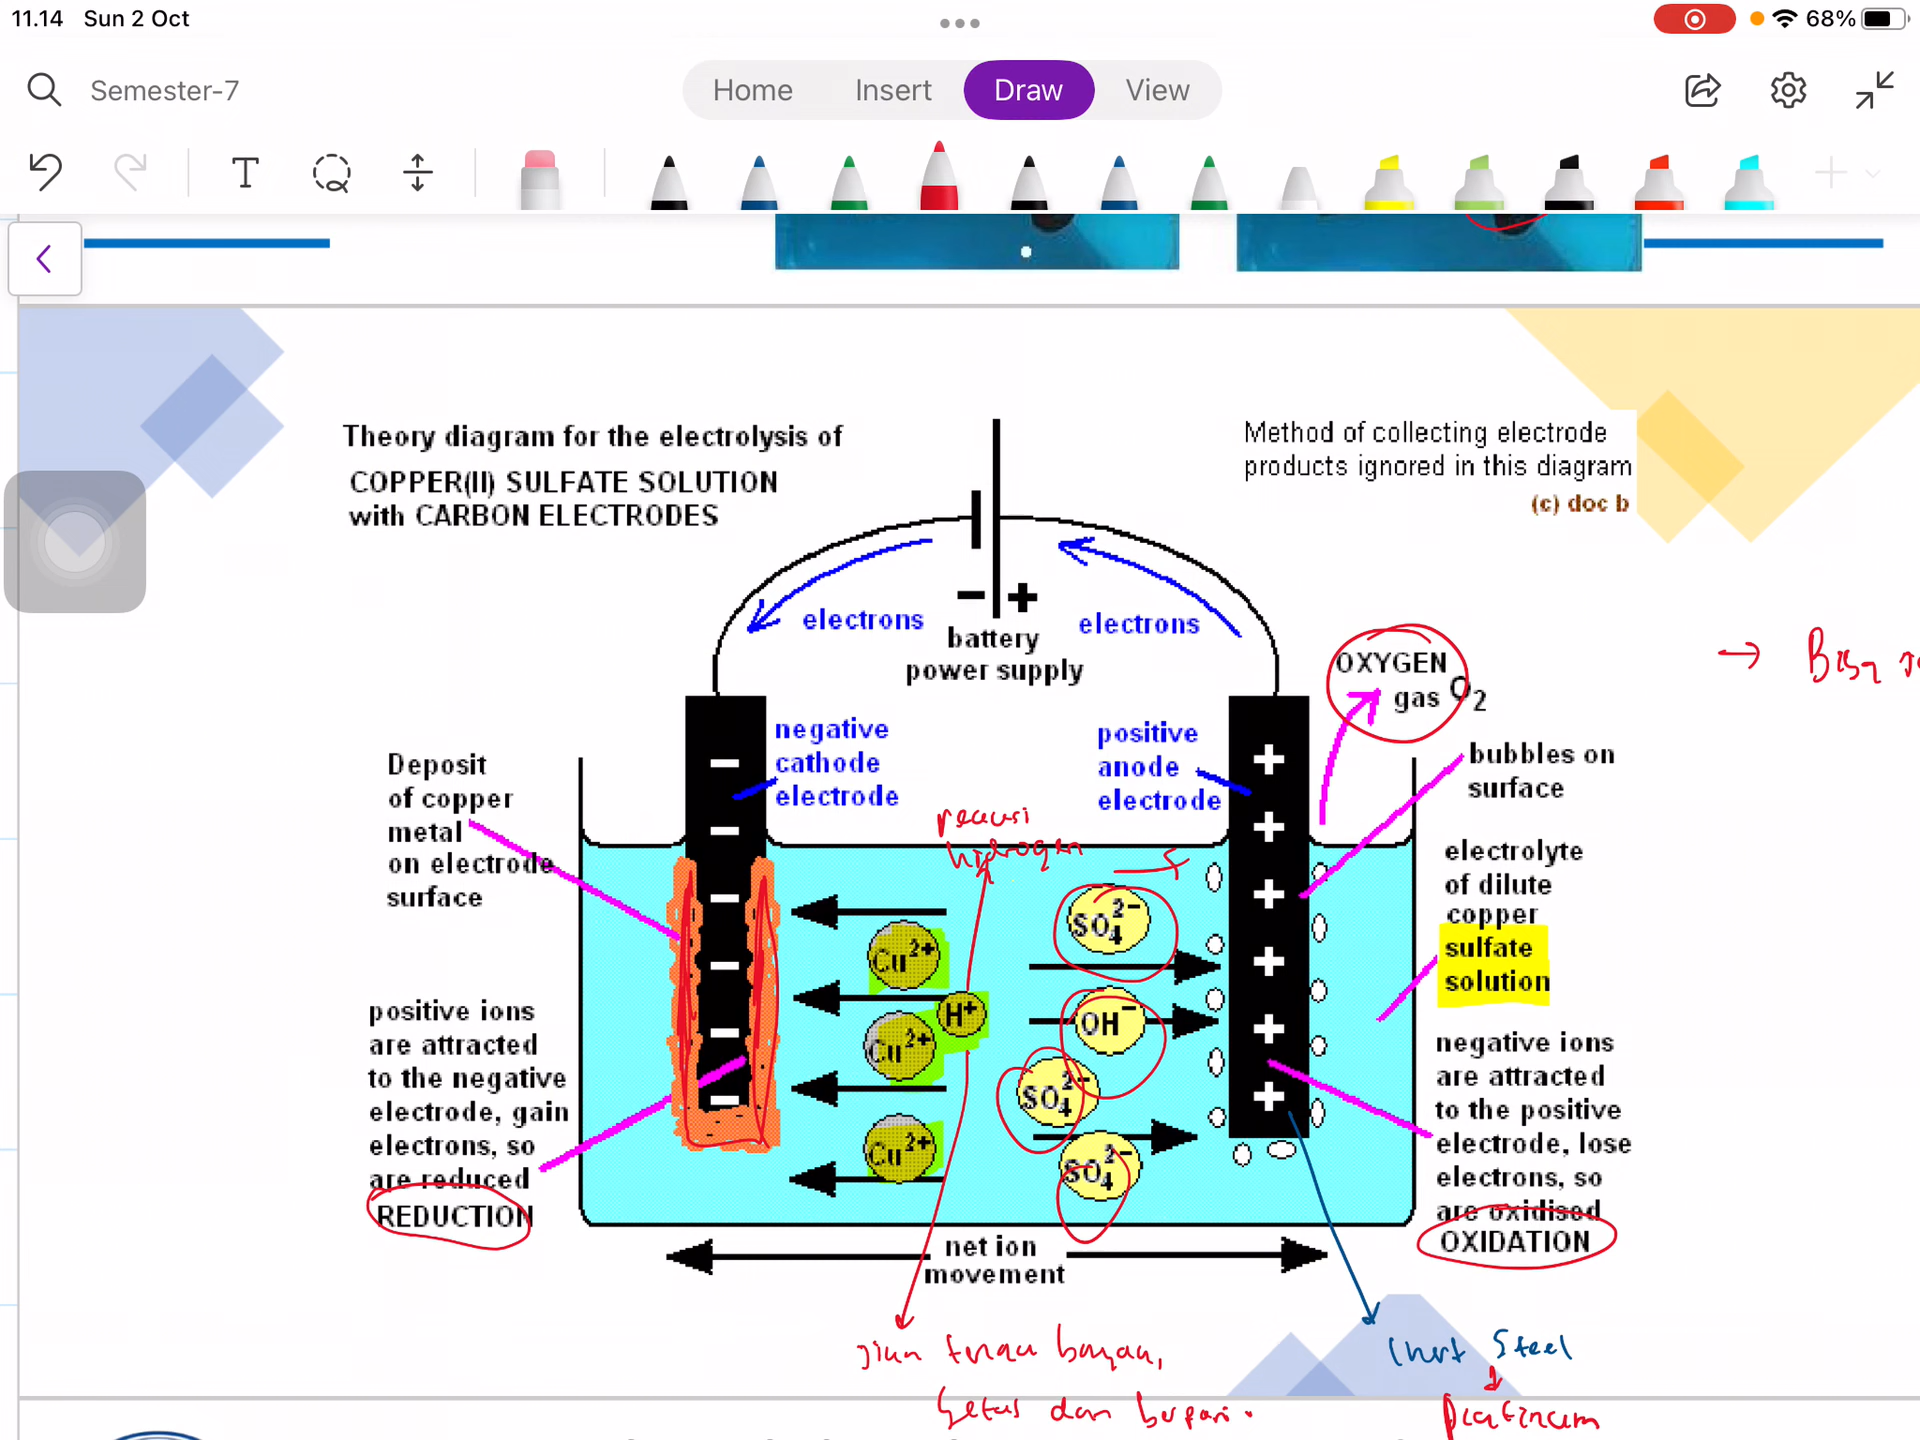 11.14 Sun 2 Oct
68%
Semester-7
Home Insert Draw View
T
Theory diagram for the electrolysis of
COPPER(II) SULFATE SOLUTION
with CARBON ELECTRODES
Method of collecting electrode
products ignored in this diagram
(c) doc b
− +
electrons
electrons
battery
power supply
OXYGEN
gas O2
→ Bisa
negative
cathode
electrode
positive
anode
electrode
Deposit
of copper
metal
on electrode
surface
bubbles on
surface
hidrogen
electrolyte
of dilute
copper
sulfate
solution
SO4 2−
Cu2+
H+
OH−
Cu2+
SO4 2−
Cu2+
SO4 2−
positive ions
are attracted
to the negative
electrode, gain
electrons, so
are reduced
REDUCTION
negative ions
are attracted
to the positive
electrode, lose
electrons, so
are oxidised
OXIDATION
net ion
movement
Steel
getas dan
platinum